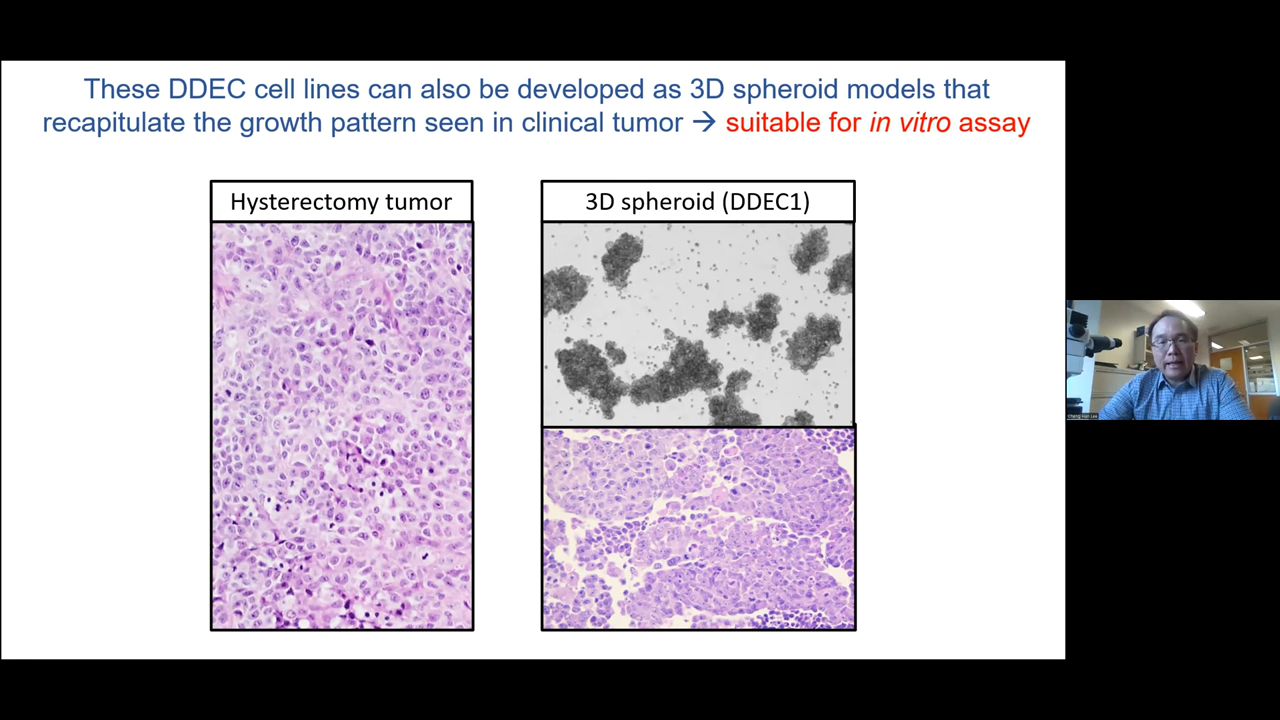 These DDEC cell lines can also be developed as 3D spheroid models that
recapitulate the growth pattern seen in clinical tumor → suitable for in vitro assay
Hysterectomy tumor
3D spheroid (DDEC1)